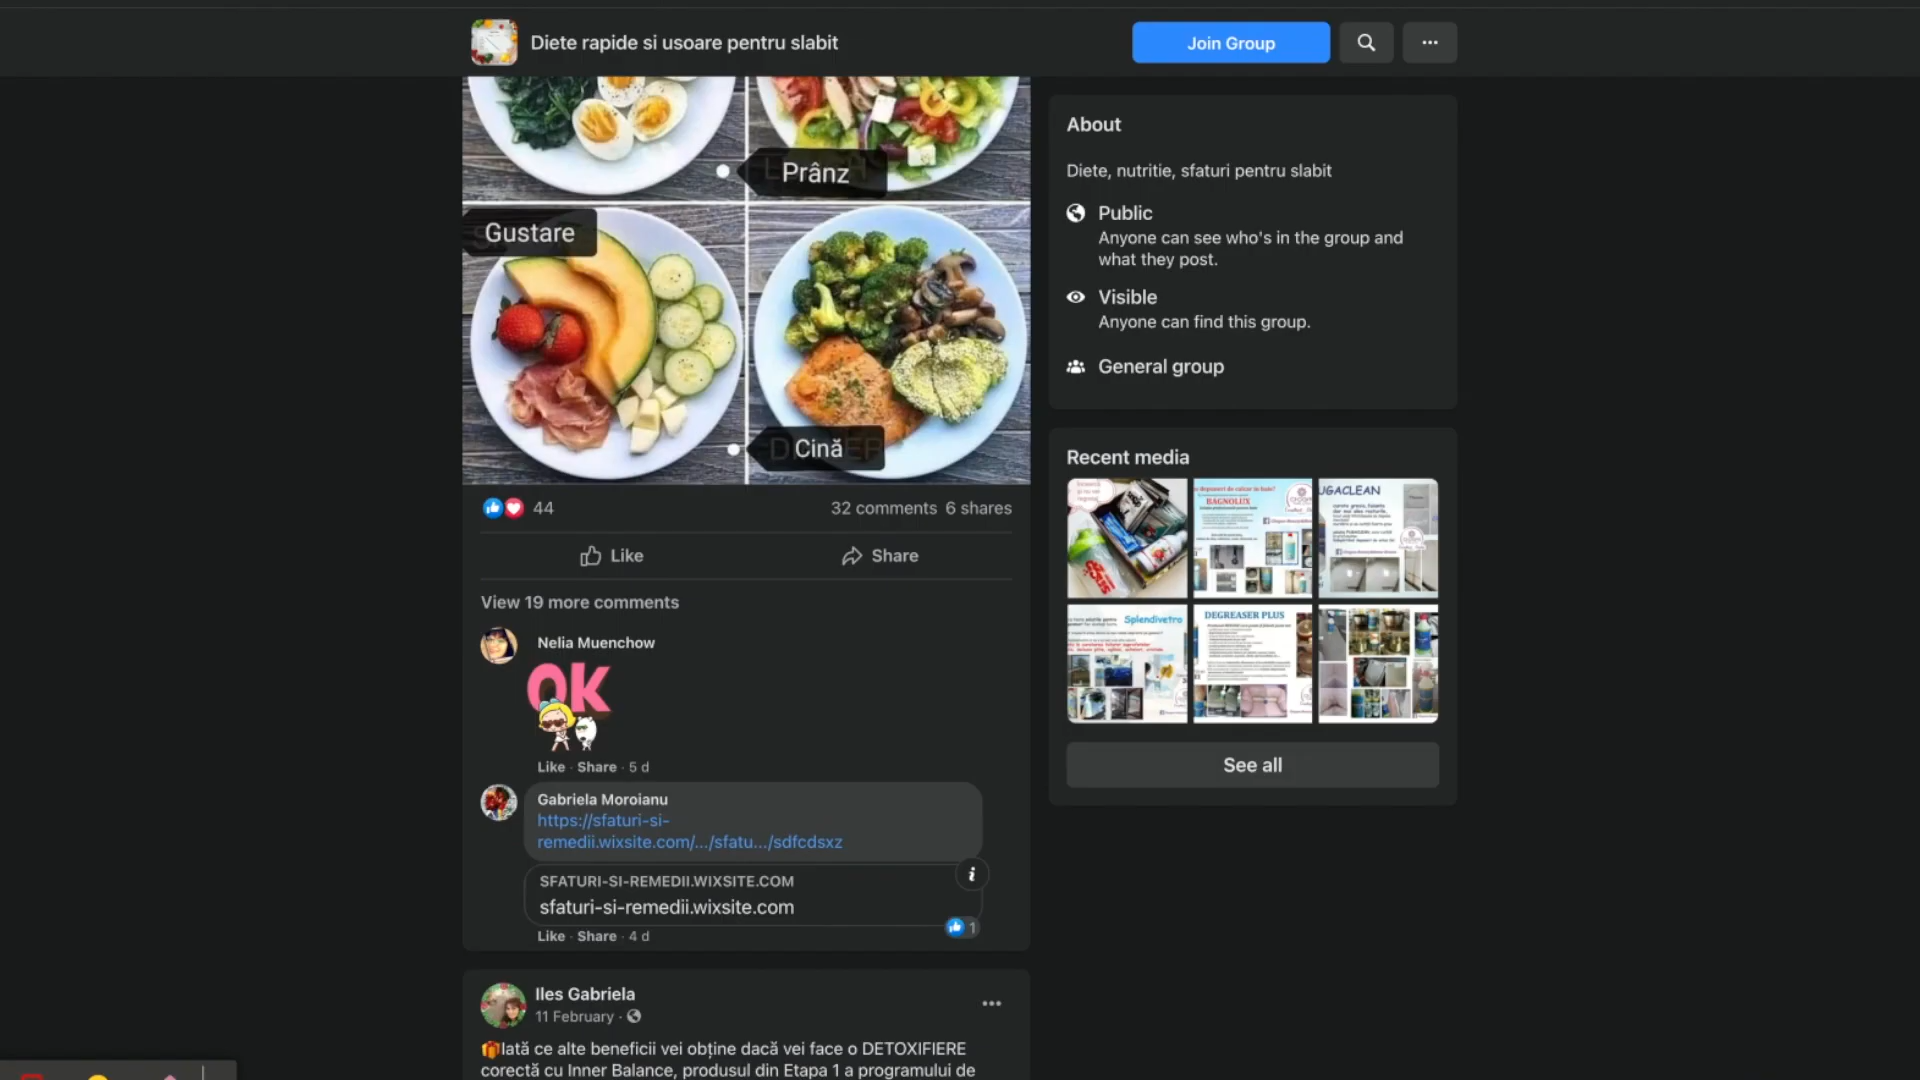 Diete rapide si usoare pentru slabit
Join Group
Prânz
Gustare
Cină
44
32 comments 6 shares
Like
Share
View 19 more comments
Nelia Muenchow
OK
Like · Share · 5 d
Gabriela Moroianu
https://sfaturi-si-
remedii.wixsite.com/.../sfatu.../sdfcdsxz
SFATURI-SI-REMEDII.WIXSITE.COM
sfaturi-si-remedii.wixsite.com
1
Like · Share · 4 d
Iles Gabriela
11 February ·
Iată ce alte beneficii vei obține dacă vei face o DETOXIFIERE
corectă cu Inner Balance, produsul din Etapa 1 a programului de
About
Diete, nutritie, sfaturi pentru slabit
Public
Anyone can see who's in the group and
what they post.
Visible
Anyone can find this group.
General group
Recent media
BAGNOLUX
UGACLEAN
Splendivetro
DEGREASER PLUS
See all